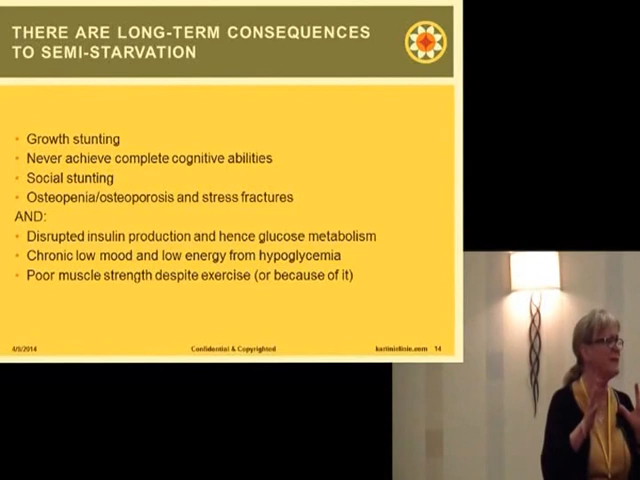 THERE ARE LONG-TERM CONSEQUENCES
TO SEMI-STARVATION
• Growth stunting
• Never achieve complete cognitive abilities
• Social stunting
• Osteopenia/osteoporosis and stress fractures
AND:
• Disrupted insulin production and hence glucose metabolism
• Chronic low mood and low energy from hypoglycemia
• Poor muscle strength despite exercise (or because of it)
4/9/2014 Confidential & Copyrighted kartiniclinic.com 14